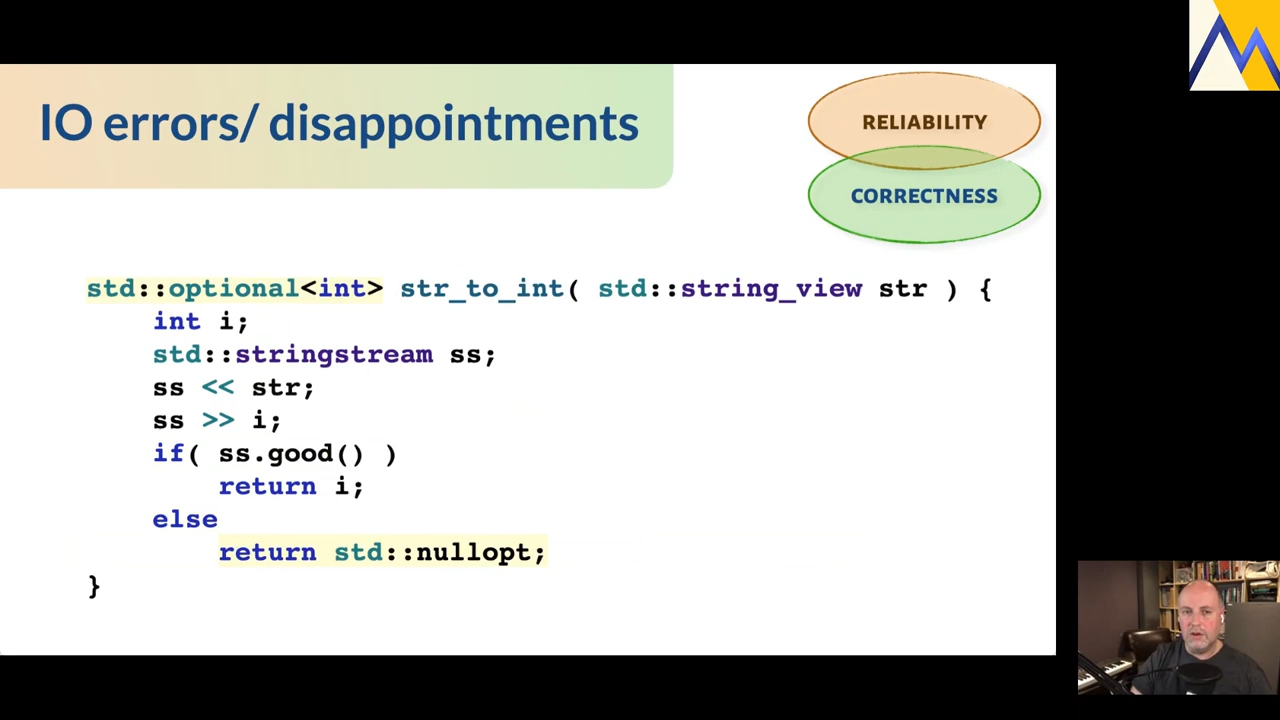 IO errors/ disappointments
RELIABILITY
CORRECTNESS
std::optional<int> str_to_int( std::string_view str ) {
    int i;
    std::stringstream ss;
    ss << str;
    ss >> i;
    if( ss.good() )
        return i;
    else
        return std::nullopt;
}